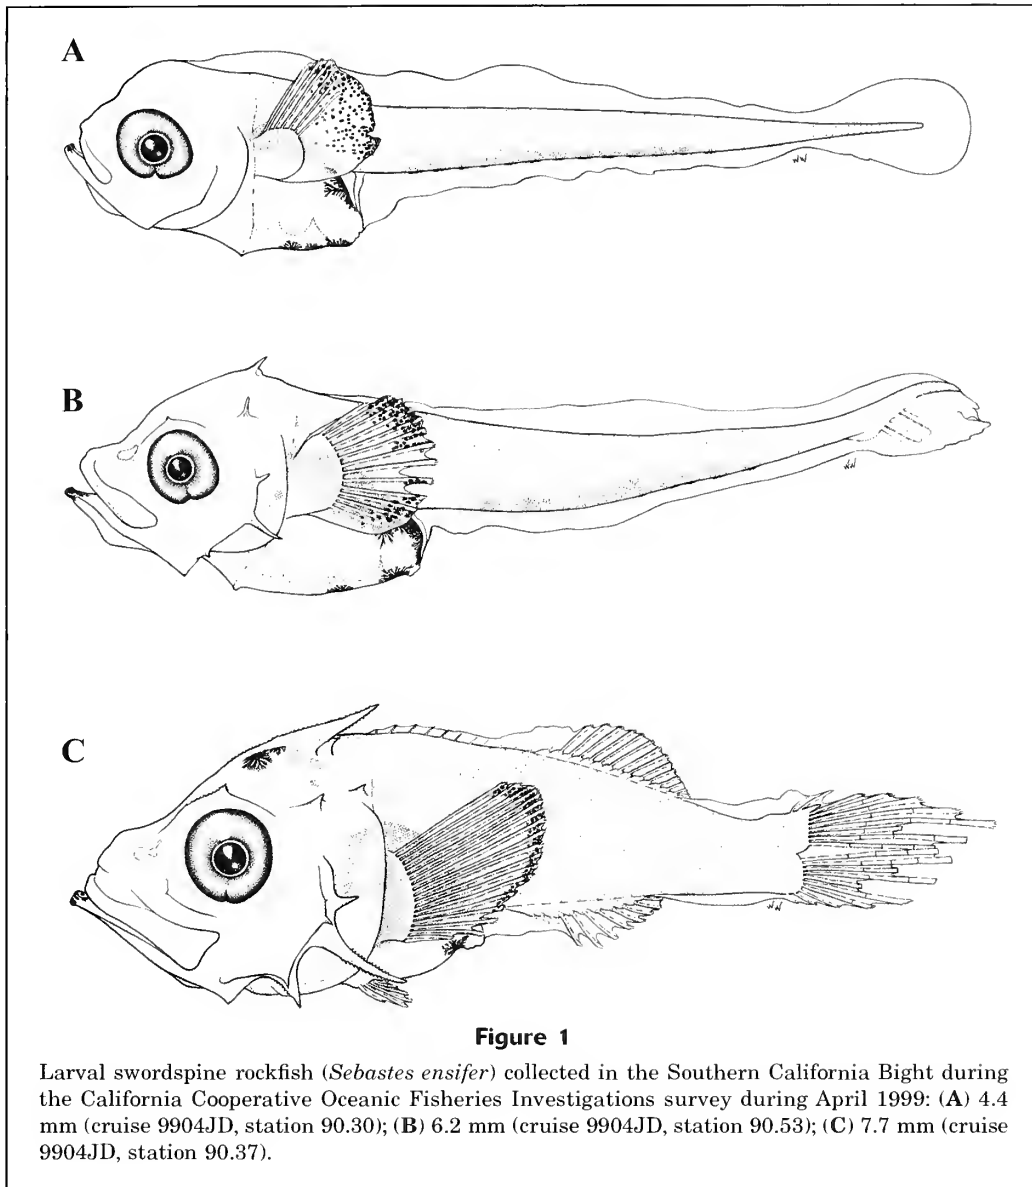 A
B
C
Figure 1
Larval swordspine rockfish (Sebastes ensifer) collected in the Southern California Bight during
the California Cooperative Oceanic Fisheries Investigations survey during April 1999: (A) 4.4
mm (cruise 9904JD, station 90.30); (B) 6.2 mm (cruise 9904JD, station 90.53); (C) 7.7 mm (cruise
9904JD, station 90.37).